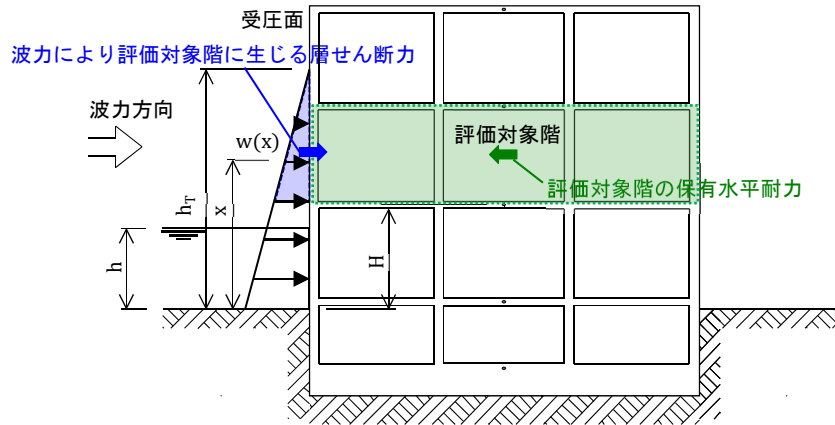 受圧面
波力により評価対象階に生じる層せん断力
波力方向
w(x)
評価対象階
評価対象階の保有水平耐力
hT
x
h
H